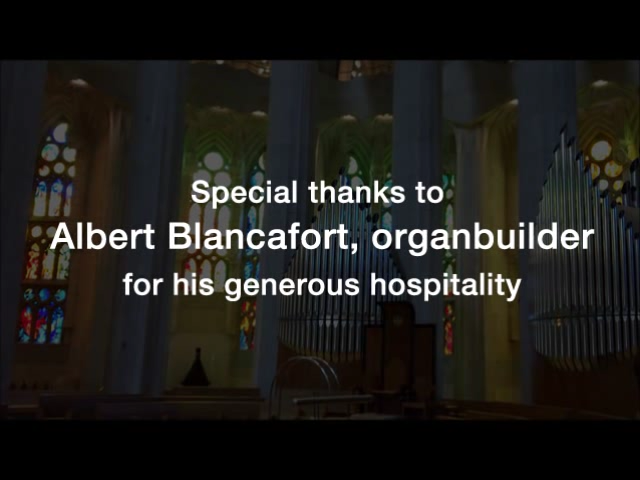 Special thanks to
Albert Blancafort, organbuilder
for his generous hospitality